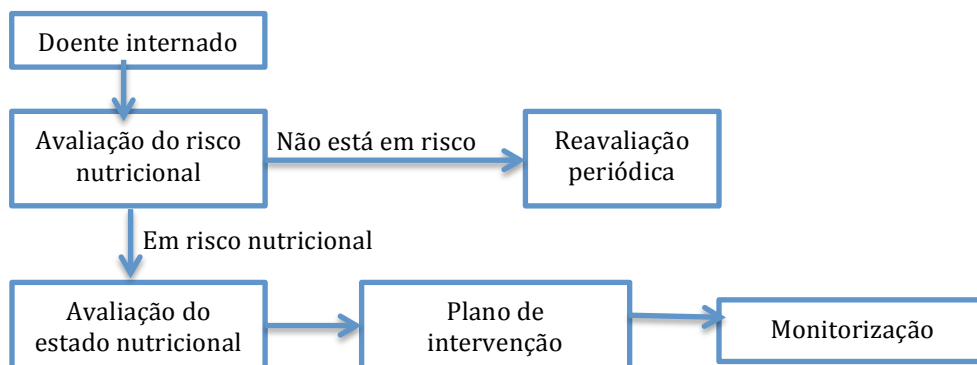 Doente internado
Avaliação do risco
nutricional
Não está em risco
Reavaliação
periódica
Em risco nutricional
Avaliação do
estado nutricional
Plano de
intervenção
Monitorização